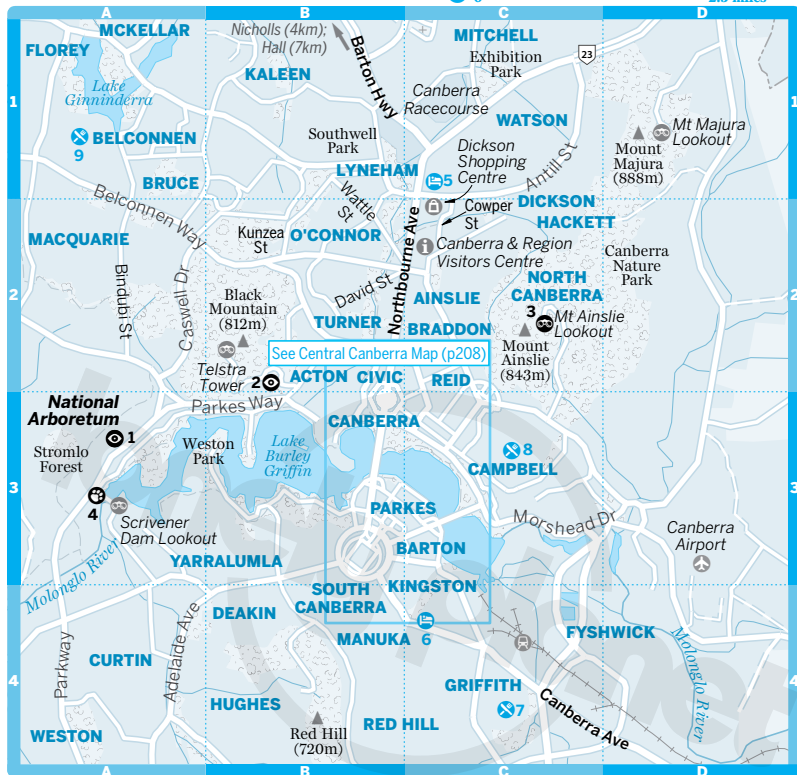 A
B
C
D
MCKELLAR
FLOREY
Nicholls (4km);
Hall (7km)
Barton Hwy
MITCHELL
Exhibition
Park
23
KALEEN
Lake
Ginninderra
Canberra
Racecourse
1
1
WATSON
Southwell
Park
Mt Majura
Lookout
Mount
Majura
(888m)
BELCONNEN
9
Dickson
Shopping
Centre
Antill St
LYNEHAM
5
BRUCE
Wattle
St
DICKSON
HACKETT
Cowper
St
Belconnen Way
MACQUARIE
Kunzea
St
O'CONNOR
Northbourne Ave
Canberra & Region
Visitors Centre
Canberra
Nature
Park
Bindubi St
Caswell Dr
2
2
David St
AINSLIE
NORTH
CANBERRA
Black
Mountain
(812m)
TURNER
BRADDON
3
Mt Ainslie
Lookout
Mount
Ainslie
(843m)
See Central Canberra Map (p208)
Telstra
Tower
2
ACTON
CIVIC
REID
National
Arboretum
Parkes Way
CANBERRA
1
Stromlo
Forest
Weston
Park
Lake
Burley
Griffin
8
CAMPBELL
3
3
4
Scrivener
Dam Lookout
PARKES
Morshead Dr
Canberra
Airport
BARTON
Molonglo River
YARRALUMLA
SOUTH
CANBERRA
KINGSTON
DEAKIN
MANUKA
6
FYSHWICK
Molonglo River
Parkway
Adelaide Ave
CURTIN
4
4
GRIFFITH
7
Canberra Ave
HUGHES
Red Hill
(720m)
RED HILL
WESTON
A
B
C
D